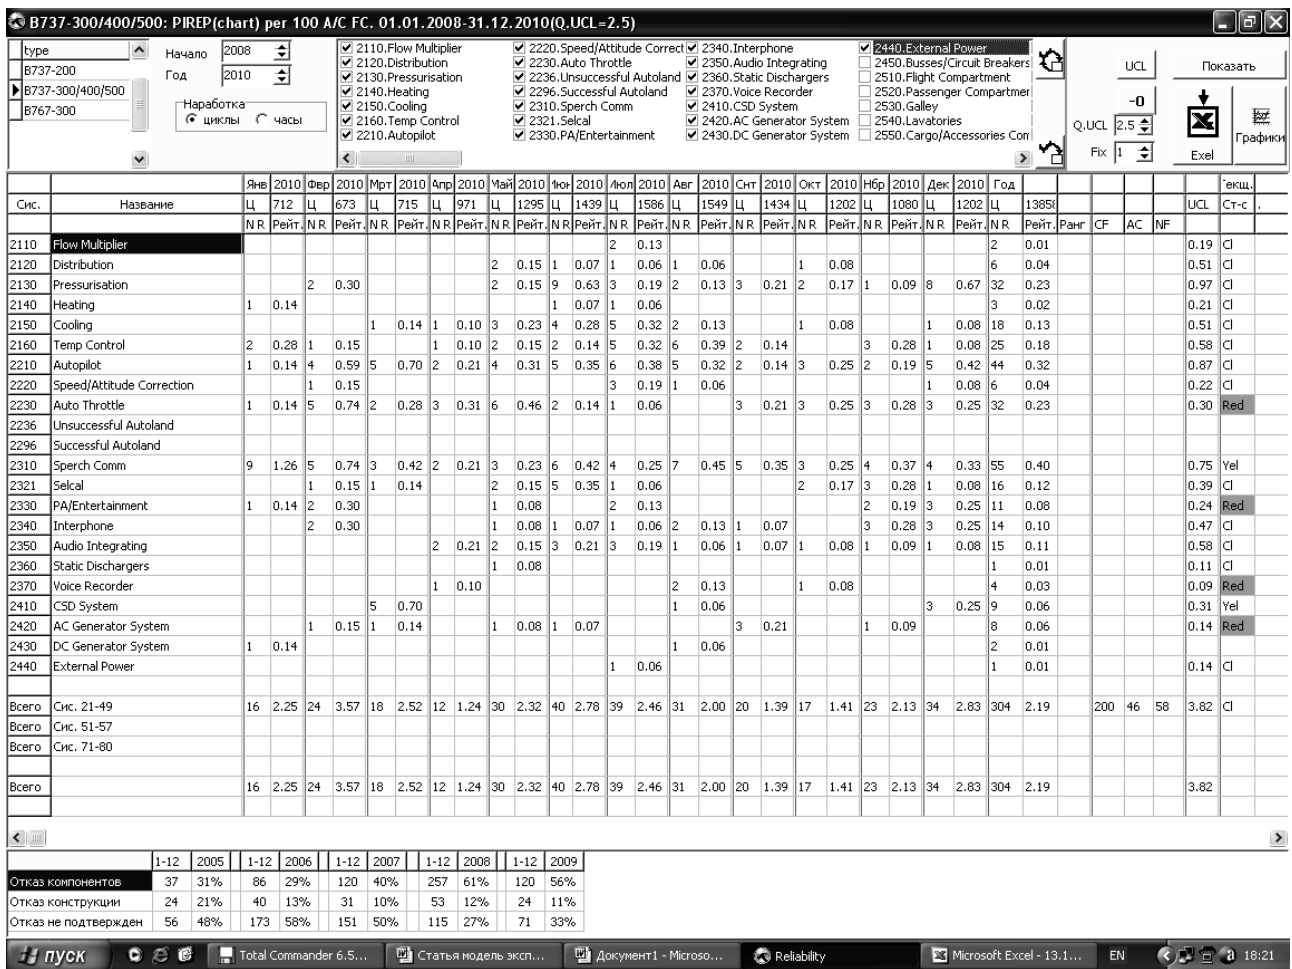 B737-300/400/500: PIREP(chart) per 100 A/C FC. 01.01.2008-31.12.2010(Q.UCL=2.5)
type
B737-200
B737-300/400/500
B767-300
Начало 2008
Год 2010
Наработка
циклы часы
2110.Flow Multiplier 2220.Speed/Attitude Correct 2340.Interphone 2440.External Power
2120.Distribution 2230.Auto Throttle 2350.Audio Integrating 2450.Busses/Circuit Breakers
2130.Pressurisation 2236.Unsuccessful Autoland 2360.Static Dischargers 2510.Flight Compartment
2140.Heating 2296.Successful Autoland 2370.Voice Recorder 2520.Passenger Compartmer
2150.Cooling 2310.Sperch Comm 2410.CSD System 2530.Galley
2160.Temp Control 2321.Selcal 2420.AC Generator System 2540.Lavatories
2210.Autopilot 2330.PA/Entertainment 2430.DC Generator System 2550.Cargo/Accessories Com
UCL Показать
-0
Q.UCL 2.5
Fix 1
Exel Графики
Янв 2010 Фвр 2010 Мрт 2010 Апр 2010 Май 2010 Июн 2010 Июл 2010 Авг 2010 Снт 2010 Окт 2010 Нбр 2010 Дек 2010 Год Текщ.
Сис. Название Ц 712 Ц 673 Ц 715 Ц 971 Ц 1295 Ц 1439 Ц 1586 Ц 1549 Ц 1434 Ц 1202 Ц 1080 Ц 1202 Ц 1385 UCL Ст-с .
N R Рейт. N R Рейт. N R Рейт. N R Рейт. N R Рейт. N R Рейт. N R Рейт. N R Рейт. N R Рейт. N R Рейт. N R Рейт. N R Рейт. N R Рейт. Ранг CF AC NF
2110 Flow Multiplier 2 0.13 2 0.01 0.19 Cl
2120 Distribution 2 0.15 1 0.07 1 0.06 1 0.06 1 0.08 6 0.04 0.51 Cl
2130 Pressurisation 2 0.30 2 0.15 9 0.63 3 0.19 2 0.13 3 0.21 2 0.17 1 0.09 8 0.67 32 0.23 0.97 Cl
2140 Heating 1 0.14 1 0.07 1 0.06 3 0.02 0.21 Cl
2150 Cooling 1 0.14 1 0.10 3 0.23 4 0.28 5 0.32 2 0.13 1 0.08 1 0.08 18 0.13 0.51 Cl
2160 Temp Control 2 0.28 1 0.15 1 0.10 2 0.15 2 0.14 5 0.32 6 0.39 2 0.14 3 0.28 1 0.08 25 0.18 0.58 Cl
2210 Autopilot 1 0.14 4 0.59 5 0.70 2 0.21 4 0.31 5 0.35 6 0.38 5 0.32 2 0.14 3 0.25 2 0.19 5 0.42 44 0.32 0.87 Cl
2220 Speed/Attitude Correction 1 0.15 3 0.19 1 0.06 1 0.08 6 0.04 0.22 Cl
2230 Auto Throttle 1 0.14 5 0.74 2 0.28 3 0.31 6 0.46 2 0.14 1 0.06 3 0.21 3 0.25 3 0.28 3 0.25 32 0.23 0.30 Red
2236 Unsuccessful Autoland
2296 Successful Autoland
2310 Sperch Comm 9 1.26 5 0.74 3 0.42 2 0.21 3 0.23 6 0.42 4 0.25 7 0.45 5 0.35 3 0.25 4 0.37 4 0.33 55 0.40 0.75 Yel
2321 Selcal 1 0.15 1 0.14 2 0.15 5 0.35 1 0.06 2 0.17 3 0.28 1 0.08 16 0.12 0.39 Cl
2330 PA/Entertainment 1 0.14 2 0.30 1 0.08 2 0.13 2 0.19 3 0.25 11 0.08 0.24 Red
2340 Interphone 2 0.30 1 0.08 1 0.07 1 0.06 2 0.13 1 0.07 3 0.28 3 0.25 14 0.10 0.47 Cl
2350 Audio Integrating 2 0.21 2 0.15 3 0.21 3 0.19 1 0.06 1 0.07 1 0.08 1 0.09 1 0.08 15 0.11 0.58 Cl
2360 Static Dischargers 1 0.08 1 0.01 0.11 Cl
2370 Voice Recorder 1 0.10 2 0.13 1 0.08 4 0.03 0.09 Red
2410 CSD System 5 0.70 1 0.06 3 0.25 9 0.06 0.31 Yel
2420 AC Generator System 1 0.15 1 0.14 1 0.08 1 0.07 3 0.21 1 0.09 8 0.06 0.14 Red
2430 DC Generator System 1 0.14 1 0.06 2 0.01
2440 External Power 1 0.06 1 0.01 0.14 Cl
Всего Сис. 21-49 16 2.25 24 3.57 18 2.52 12 1.24 30 2.32 40 2.78 39 2.46 31 2.00 20 1.39 17 1.41 23 2.13 34 2.83 304 2.19 200 46 58 3.82 Cl
Всего Сис. 51-57
Всего Сис. 71-80
Всего 16 2.25 24 3.57 18 2.52 12 1.24 30 2.32 40 2.78 39 2.46 31 2.00 20 1.39 17 1.41 23 2.13 34 2.83 304 2.19 3.82
1-12 2005 1-12 2006 1-12 2007 1-12 2008 1-12 2009
Отказ компонентов 37 31% 86 29% 120 40% 257 61% 120 56%
Отказ конструкции 24 21% 40 13% 31 10% 53 12% 24 11%
Отказ не подтвержден 56 48% 173 58% 151 50% 115 27% 71 33%
пуск Total Commander 6.5... Статья модель эксп... Документ1 - Microso... Reliability Microsoft Excel - 13.1... EN 18:21